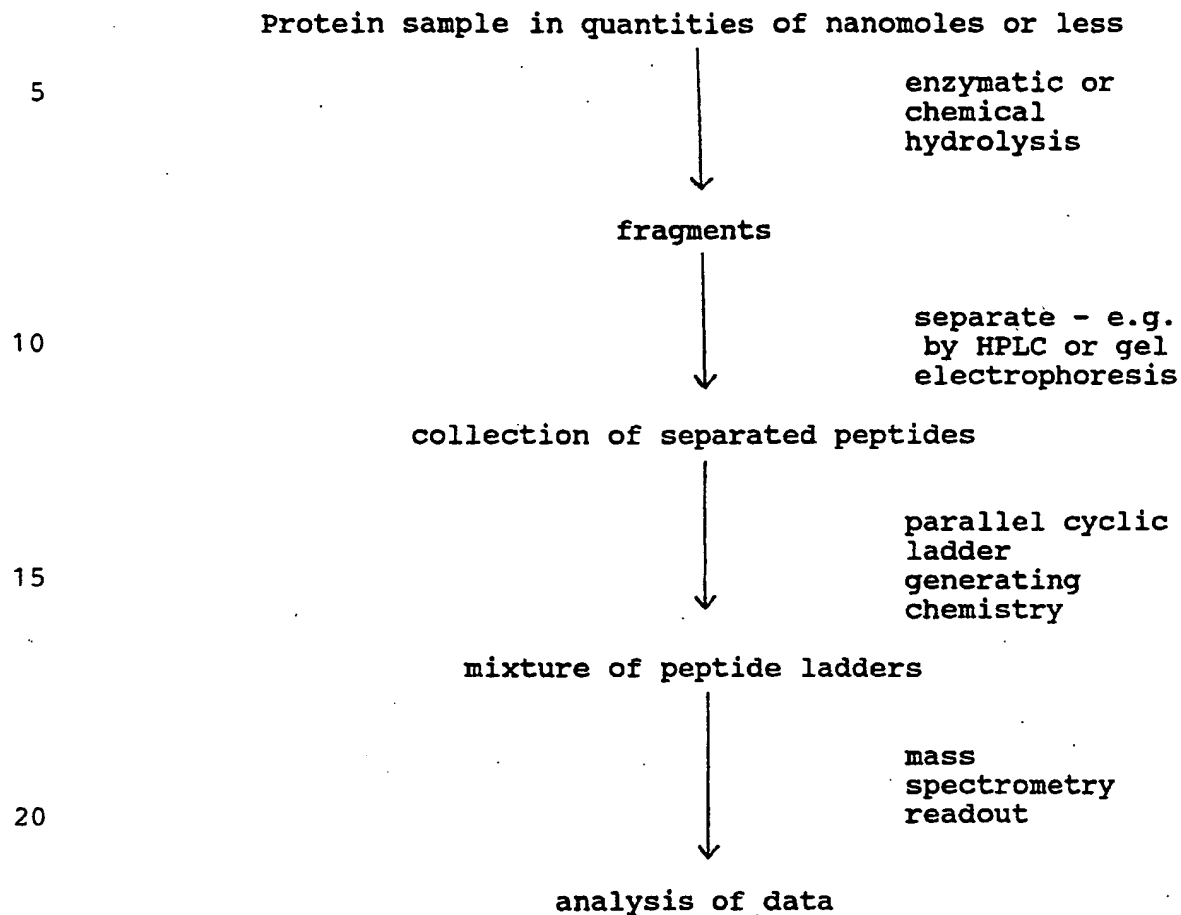 Protein sample in quantities of nanomoles or less
5
enzymatic or
chemical
hydrolysis
fragments
10
separate - e.g.
by HPLC or gel
electrophoresis
collection of separated peptides
parallel cyclic
ladder
15
generating
chemistry
mixture of peptide ladders
mass
spectrometry
20
readout
analysis of data